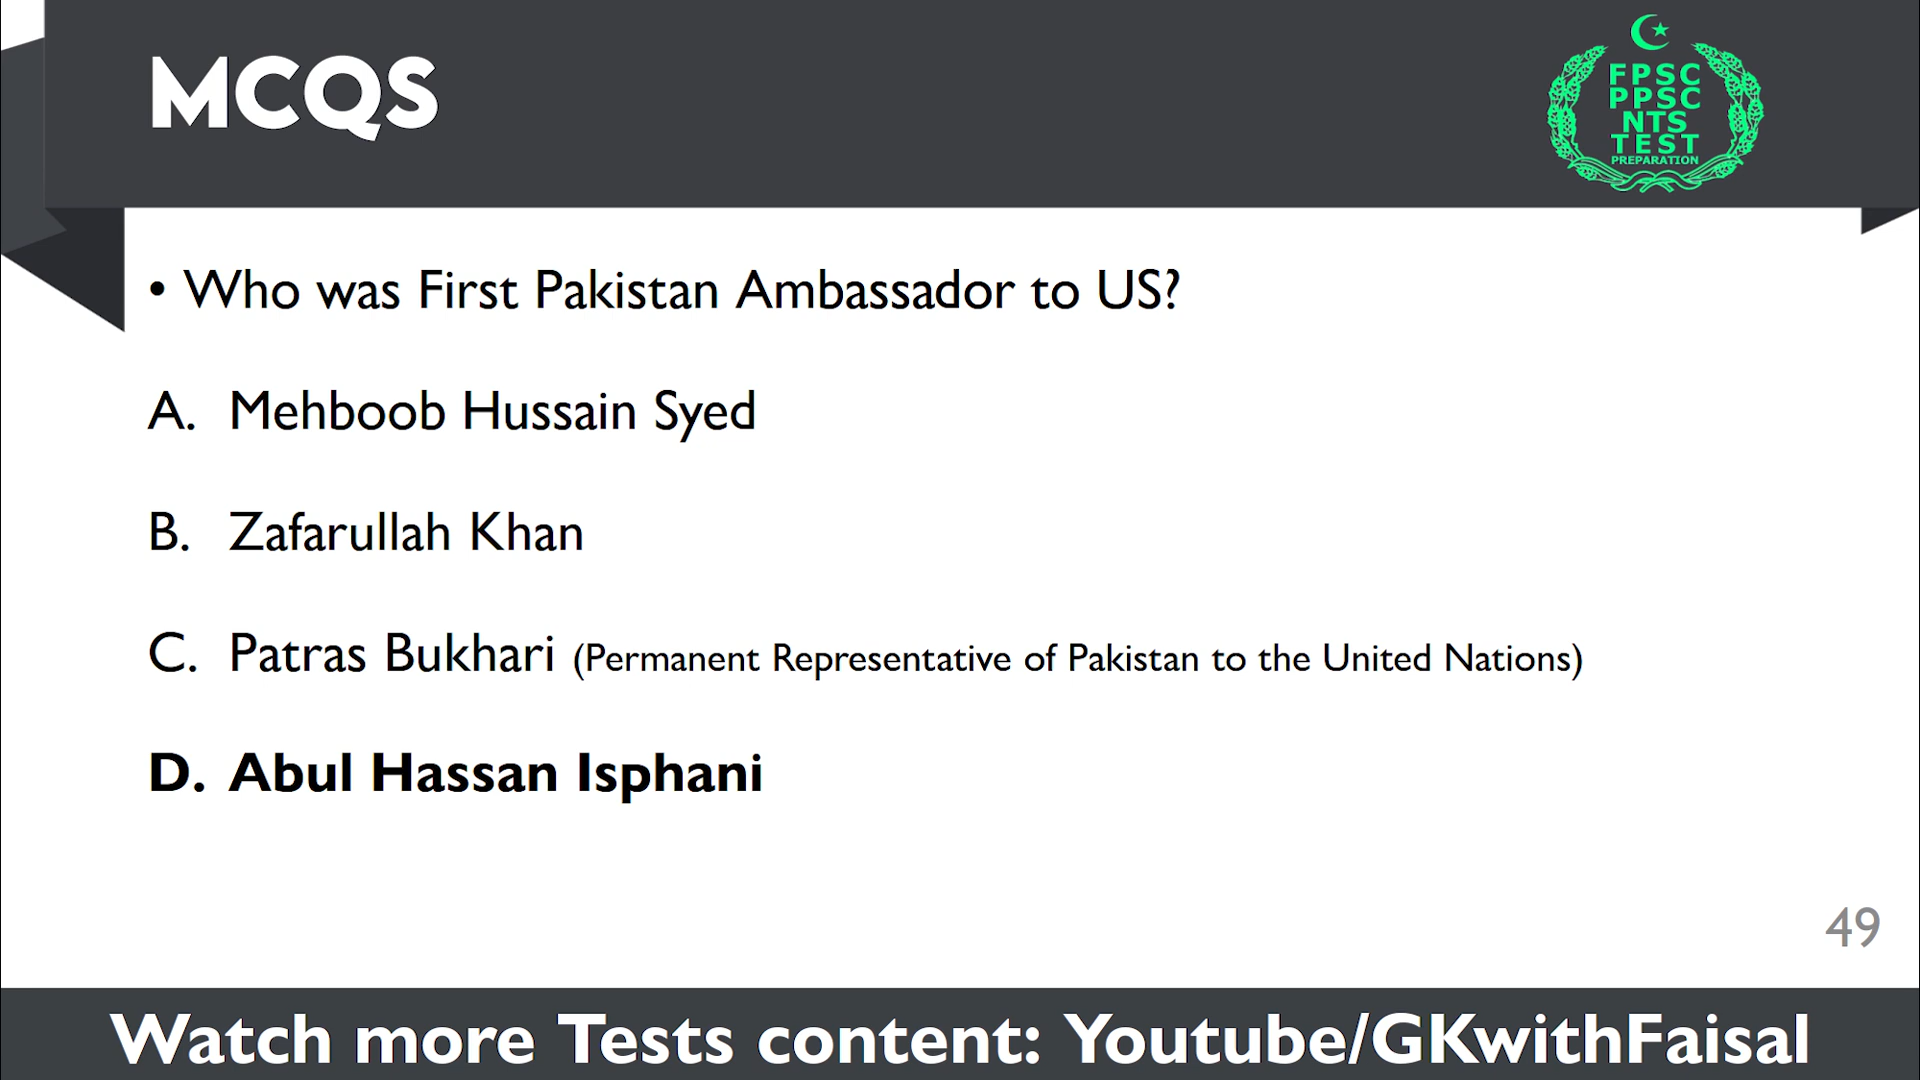 MCQS
FPSC
PPSC
NTS
TEST
PREPARATION
• Who was First Pakistan Ambassador to US?
A. Mehboob Hussain Syed
B. Zafarullah Khan
C. Patras Bukhari (Permanent Representative of Pakistan to the United Nations)
D. Abul Hassan Isphani
49
Watch more Tests content: Youtube/GKwithFaisal